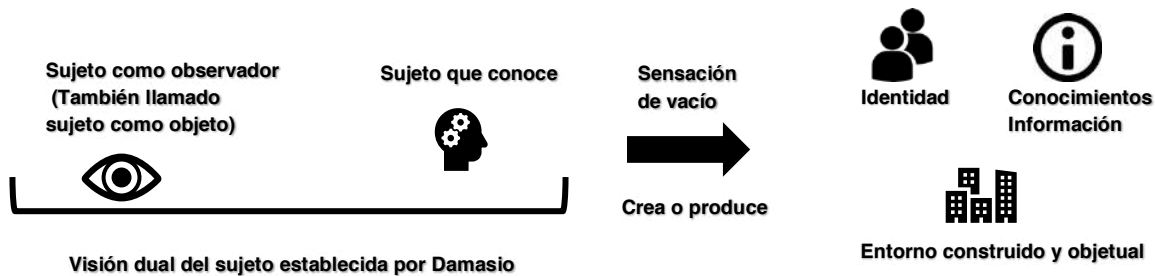 Sujeto como observador
(También llamado
sujeto como objeto)
Sujeto que conoce
Sensación
de vacío
Crea o produce
Identidad
Conocimientos
Información
Entorno construido y objetual
Visión dual del sujeto establecida por Damasio